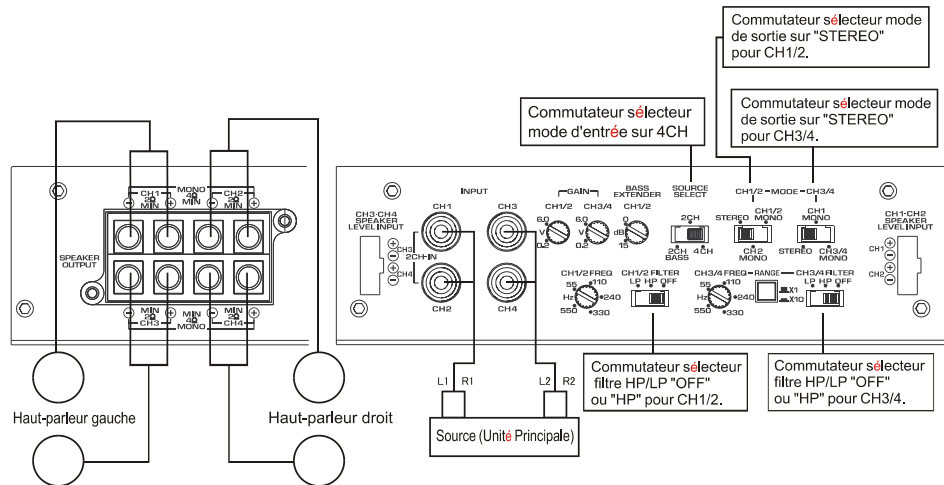 Commutateur sélecteur mode
de sortie sur "STEREO"
pour CH1/2.
Commutateur sélecteur
mode d'entrée sur 4CH
Commutateur sélecteur mode
de sortie sur "STEREO"
pour CH3/4.
MONO
CH1 4Ω CH2
2Ω MIN 2Ω
MIN MIN
SPEAKER
OUTPUT
MIN MIN MIN
2Ω 4Ω 2Ω
CH3 MONO CH4
Haut-parleur gauche
Haut-parleur droit
INPUT
CH3·CH4
SPEAKER
LEVEL INPUT
CH3
2CH-IN
CH4
CH1
CH3
CH2
CH4
GAIN
CH1/2 CH3/4
6.0 6.0
V V
0.2 0.2
BASS
EXTENDER
CH1/2
0
dB
15
SOURCE
SELECT
2CH
2CH 4CH
BASS
CH1/2 MODE CH3/4
STEREO CH1/2
MONO
CH2
MONO
CH1
MONO
STEREO CH3/4
MONO
CH1·CH2
SPEAKER
LEVEL INPUT
CH1
CH2
CH1/2 FREQ
55 110
Hz 240
550 330
CH1/2 FILTER
LP HP OFF
CH3/4 FREQ
55 110
Hz 240
550 330
RANGE
X1
X10
CH3/4 FILTER
LP HP OFF
L1 R1
L2 R2
Source (Unité Principale)
Commutateur sélecteur
filtre HP/LP "OFF"
ou "HP" pour CH1/2.
Commutateur sélecteur
filtre HP/LP "OFF"
ou "HP" pour CH3/4.